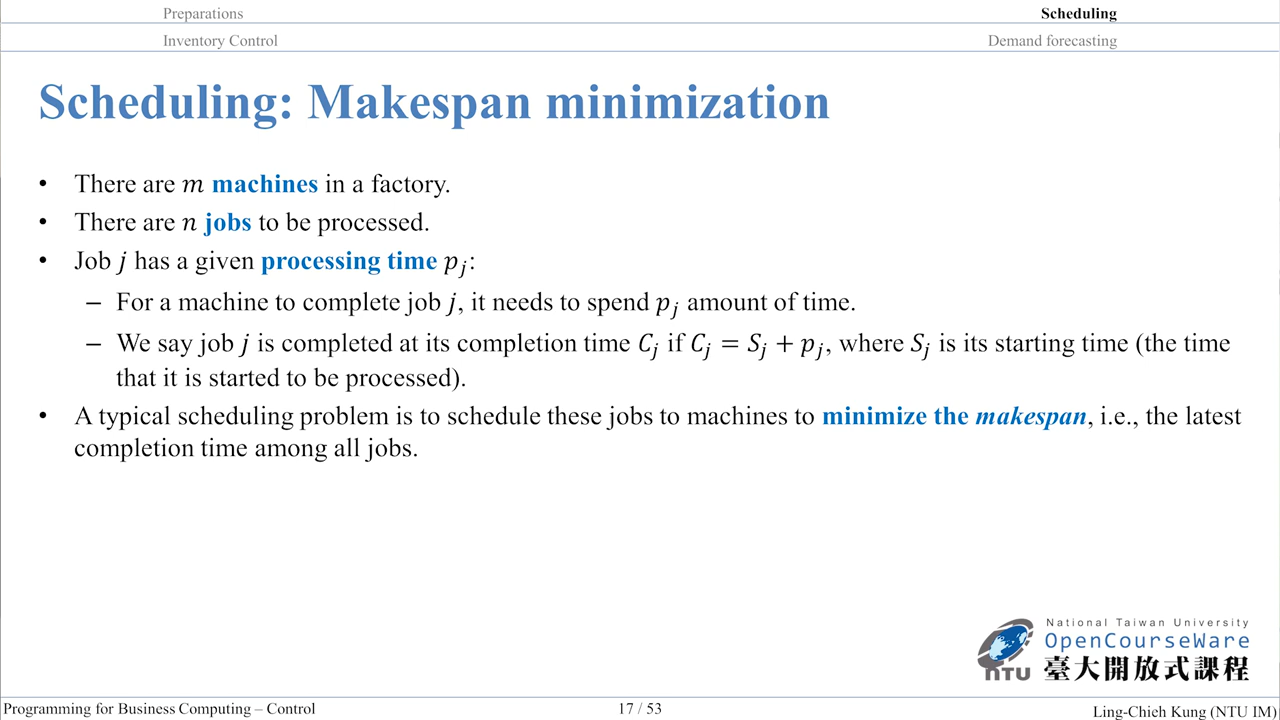 Preparations
Scheduling
Inventory Control
Demand forecasting
Scheduling: Makespan minimization
• There are m machines in a factory.
• There are n jobs to be processed.
• Job j has a given processing time pj:
– For a machine to complete job j, it needs to spend pj amount of time.
– We say job j is completed at its completion time Cj if Cj = Sj + pj, where Sj is its starting time (the time
that it is started to be processed).
• A typical scheduling problem is to schedule these jobs to machines to minimize the makespan, i.e., the latest
completion time among all jobs.
National Taiwan University
OpenCourseWare
臺大開放式課程
NTU
Programming for Business Computing – Control
17 / 53
Ling-Chieh Kung (NTU IM)